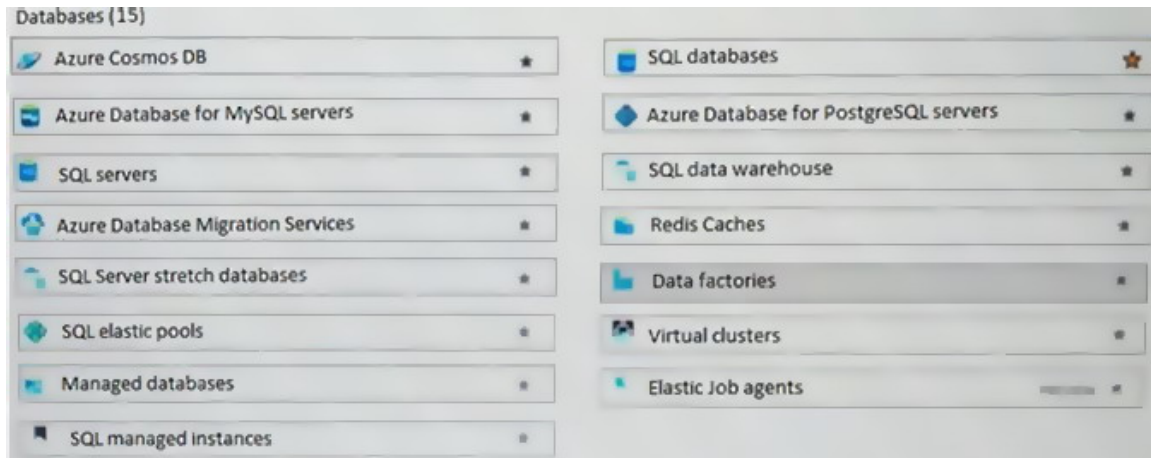 Databases (15)
Azure Cosmos DB
SQL databases
Azure Database for MySQL servers
Azure Database for PostgreSQL servers
SQL servers
SQL data warehouse
Azure Database Migration Services
Redis Caches
SQL Server stretch databases
Data factories
SQL elastic pools
Virtual clusters
Managed databases
Elastic Job agents
SQL managed instances